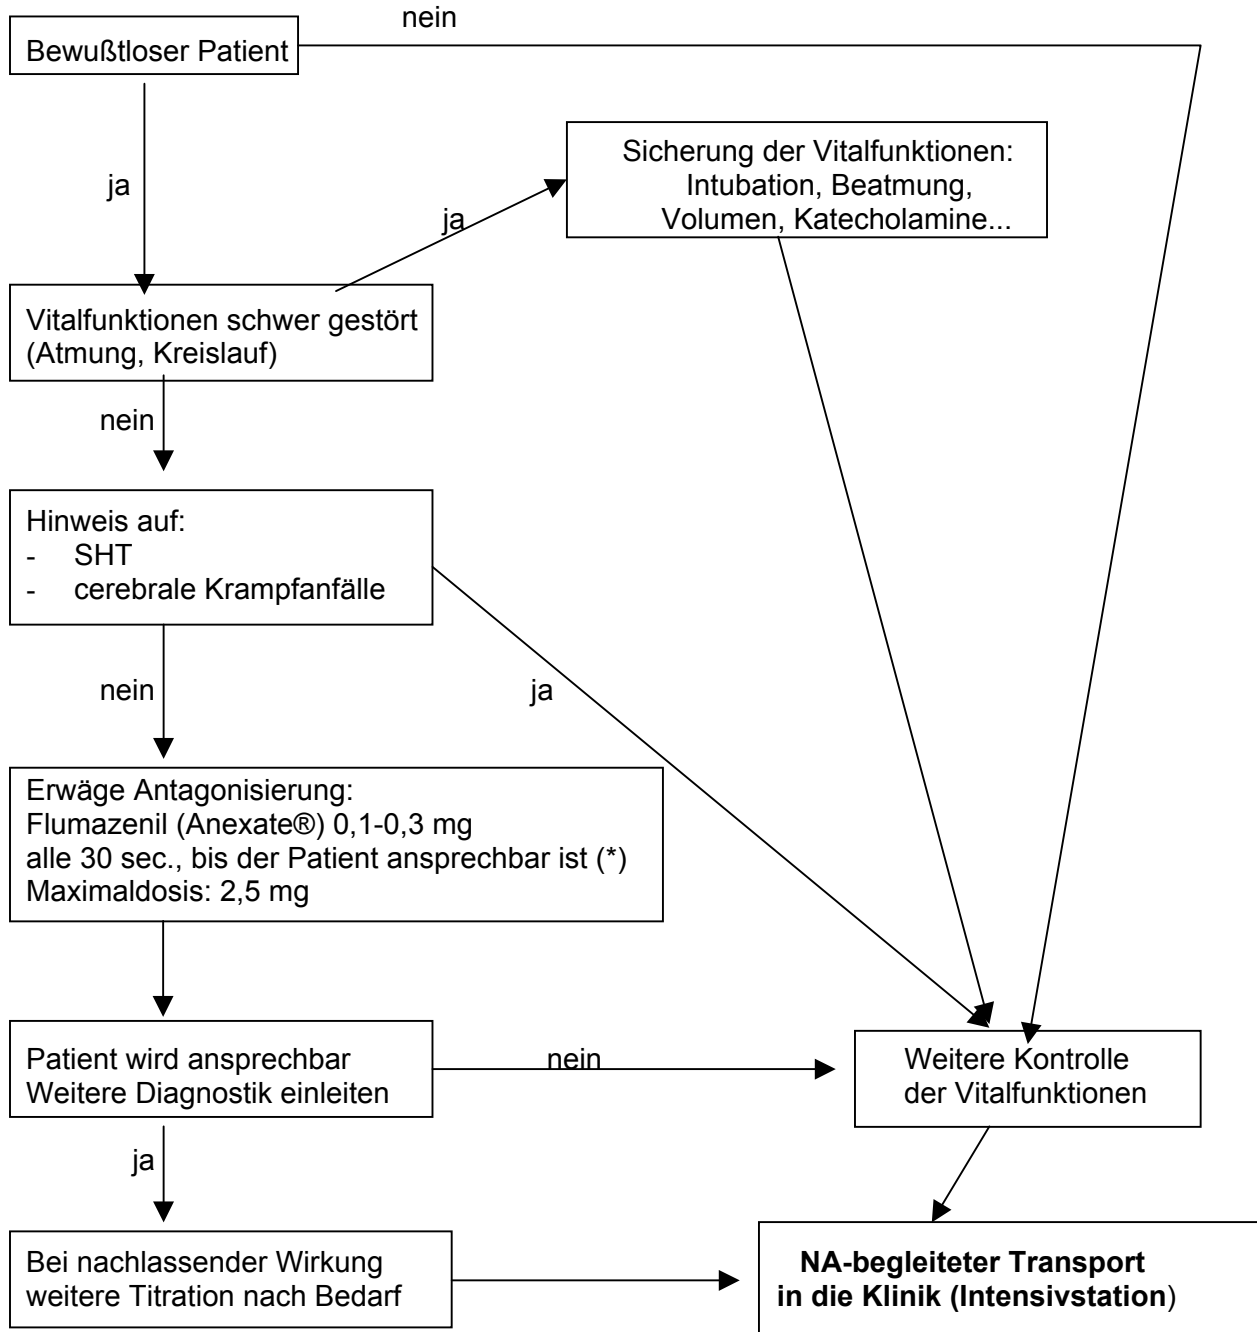 nein
Bewußtloser Patient
Sicherung der Vitalfunktionen:
Intubation, Beatmung,
Volumen, Katecholamine...
ja
ja
Vitalfunktionen schwer gestört
(Atmung, Kreislauf)
nein
Hinweis auf:
- SHT
- cerebrale Krampfanfälle
nein
ja
Erwäge Antagonisierung:
Flumazenil (Anexate®) 0,1-0,3 mg
alle 30 sec., bis der Patient ansprechbar ist (*)
Maximaldosis: 2,5 mg
Patient wird ansprechbar
Weitere Diagnostik einleiten
nein
Weitere Kontrolle
der Vitalfunktionen
ja
Bei nachlassender Wirkung
weitere Titration nach Bedarf
NA-begleiteter Transport
in die Klinik (Intensivstation)